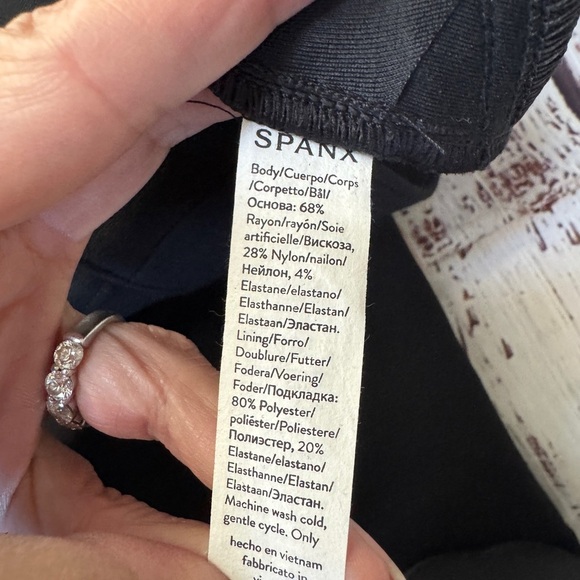 SPANX
Body/Cuerpo/Corps
/Corpetto/Bål/
Основа: 68%
Rayon/rayón/Soie
artificielle/Вискоза,
28% Nylon/nailon/
Нейлон, 4%
Elastane/elastano/
Elasthanne/Elastan/
Elastaan/Эластан.
Lining/Forro/
Doublure/Futter/
Fodera/Voering/
Foder/Подкладка:
80% Polyester/
poliéster/Poliestere/
Полиэстер, 20%
Elastane/elastano/
Elasthanne/Elastan/
Elastaan/Эластан.
Machine wash cold,
gentle cycle. Only
hecho en vietnam
fabbricato in